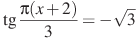 tg π(x + 2)/3 = −√3